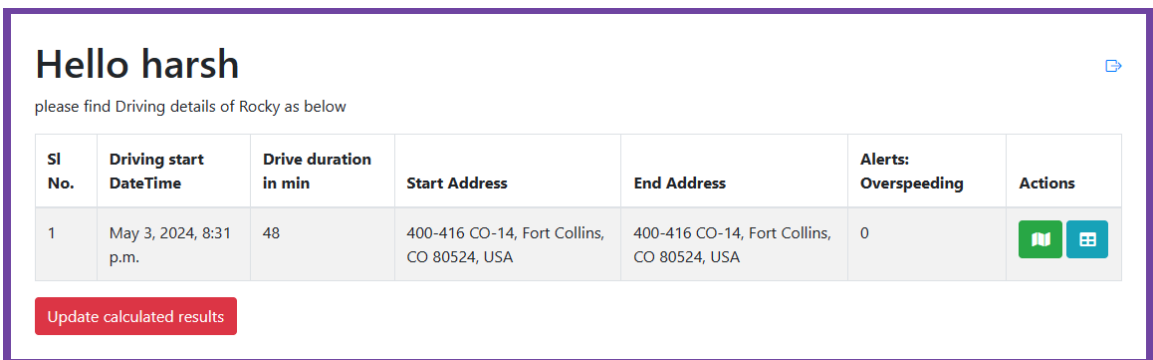 Hello harsh
please find Driving details of Rocky as below
Sl No. Driving start DateTime Drive duration in min Start Address End Address Alerts: Overspeeding Actions
1 May 3, 2024, 8:31 p.m. 48 400-416 CO-14, Fort Collins, CO 80524, USA 400-416 CO-14, Fort Collins, CO 80524, USA 0
Update calculated results